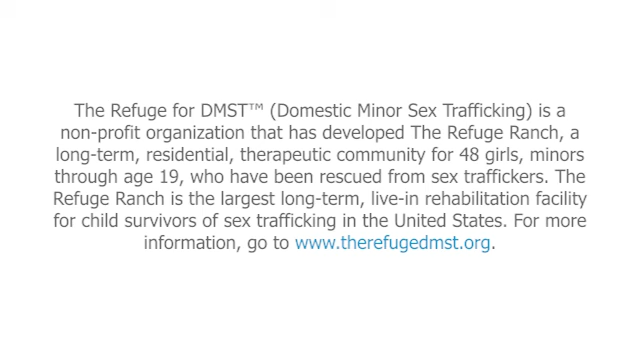 The Refuge for DMST™ (Domestic Minor Sex Trafficking) is a
non-profit organization that has developed The Refuge Ranch, a
long-term, residential, therapeutic community for 48 girls, minors
through age 19, who have been rescued from sex traffickers. The
Refuge Ranch is the largest long-term, live-in rehabilitation facility
for child survivors of sex trafficking in the United States. For more
information, go to www.therefugedmst.org.